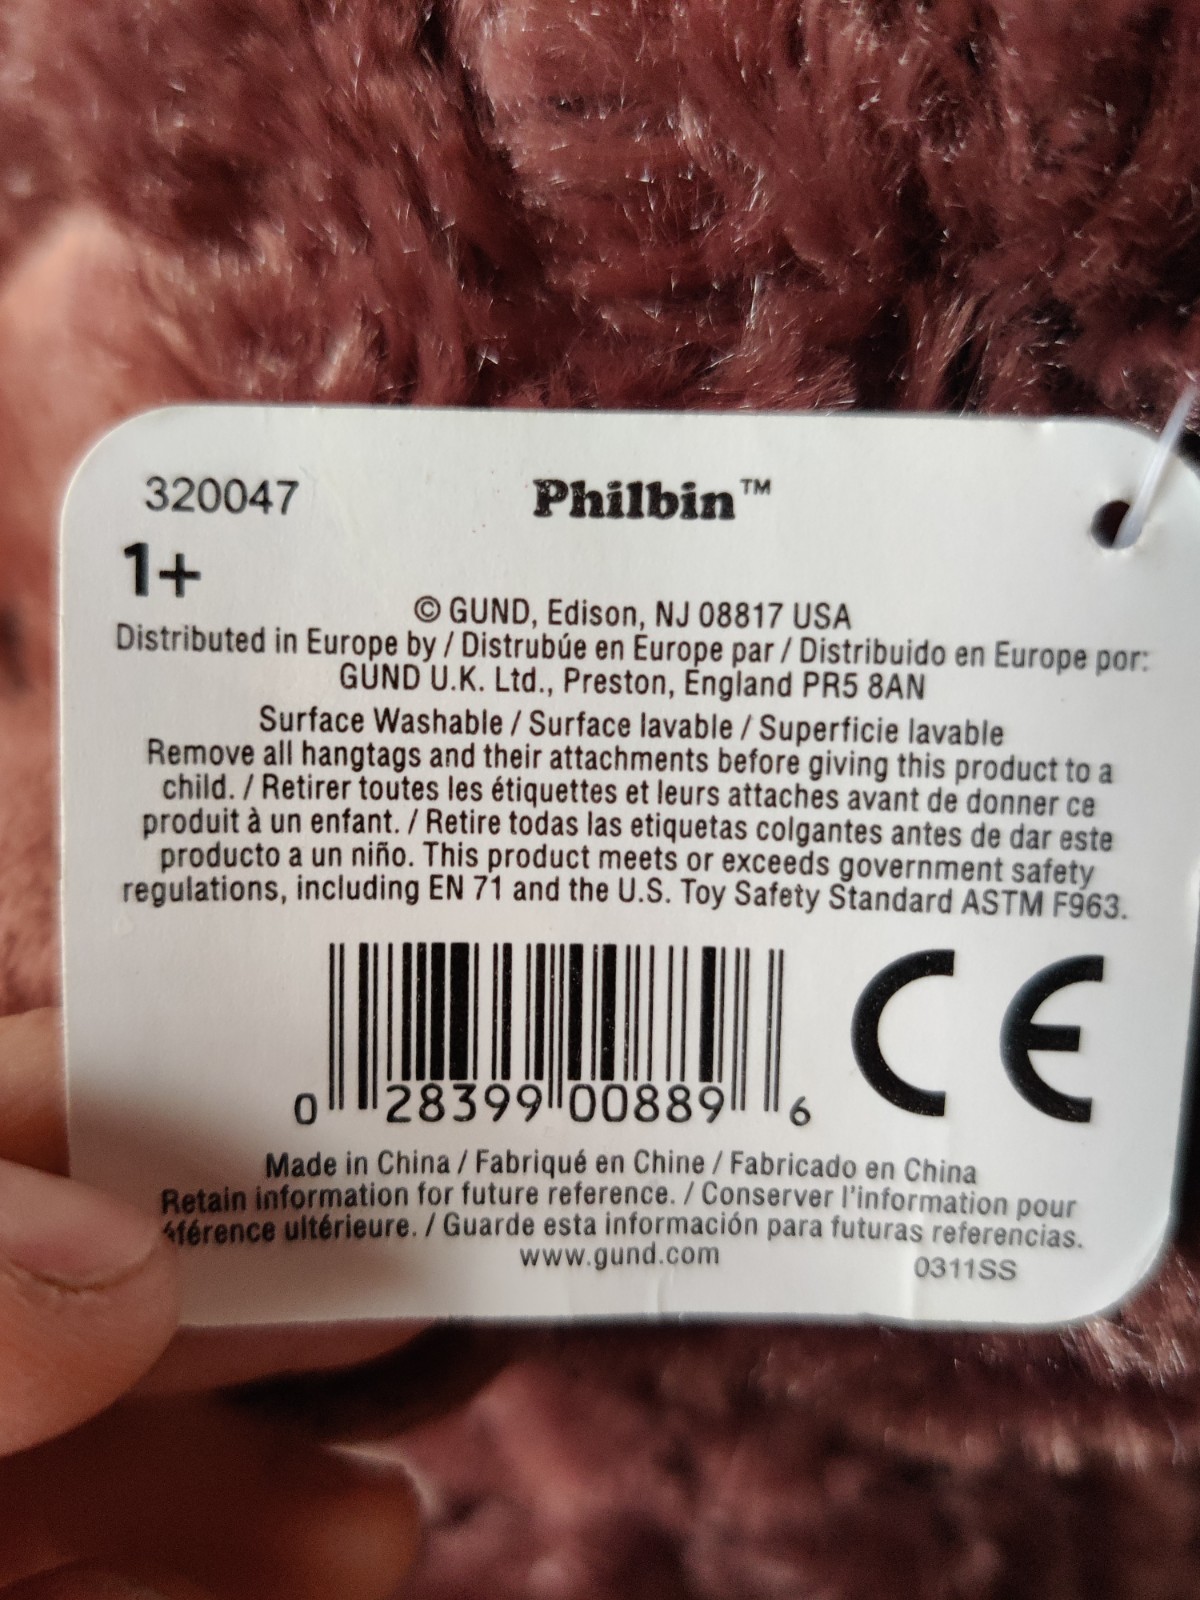 320047
Philbin™
1+
© GUND, Edison, NJ 08817 USA
Distributed in Europe by / Distrubúe en Europe par / Distribuido en Europe por:
GUND U.K. Ltd., Preston, England PR5 8AN
Surface Washable / Surface lavable / Superficie lavable
Remove all hangtags and their attachments before giving this product to a
child. / Retirer toutes les étiquettes et leurs attaches avant de donner ce
produit à un enfant. / Retire todas las etiquetas colgantes antes de dar este
producto a un niño. This product meets or exceeds government safety
regulations, including EN 71 and the U.S. Toy Safety Standard ASTM F963.
CE
0 28399 00889 6
Made in China / Fabriqué en Chine / Fabricado en China
Retain information for future reference. / Conserver l'information pour
éférence ultérieure. / Guarde esta información para futuras referencias.
www.gund.com
0311SS